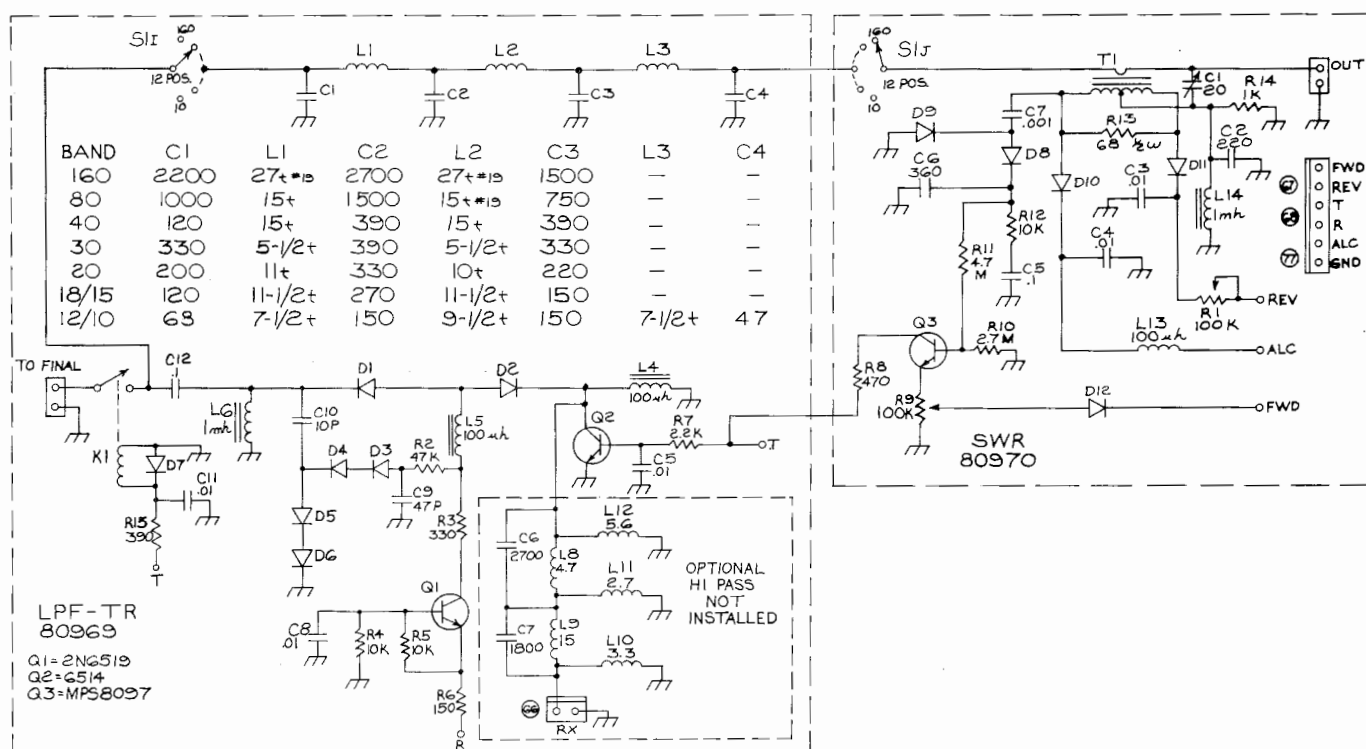 S1I
160
12 POS.
10
L1
L2
L3
C1
C2
C3
C4
BAND C1 L1 C2 L2 C3 L3 C4
160 2200 27t #19 2700 27t #19 1500 — —
80 1000 15t 1500 15t #19 750 — —
40 120 15t 390 15t 390 — —
30 330 5-1/2t 390 5-1/2t 330 — —
20 200 11t 330 10t 220 — —
18/15 120 11-1/2t 270 11-1/2t 150 — —
12/10 68 7-1/2t 150 9-1/2t 150 7-1/2t 47
TO FINAL
C12
.1
K1
D7
C11
.01
R15
390
T
L6
1mh
C10
10P
D1
D2
D4
D3
R2
47K
C9
47P
D5
D6
L5
100µh
R3
330
L4
100µh
Q2
R7
2.2K
C5
.01
T
Q1
C8
.01
R4
10K
R5
10K
R6
150
R
LPF-TR
80969
Q1=2N6519
Q2=6514
Q3=MPS8097
C6
2700
L8
4.7
C7
1800
L9
15
L12
5.6
L11
2.7
L10
3.3
66
RX
OPTIONAL
HI PASS
NOT
INSTALLED
S1J
160
12 POS.
10
T1
C1
20
R14
1K
OUT
D9
C7
.001
R13
68 1/2W
D8
C6
360
D10
D11
C3
.01
C2
220
L14
1mh
R12
10K
R11
4.7
M
C5
.1
C4
.01
R1
100K
REV
L13
100µh
ALC
Q3
R10
2.7M
R8
470
R9
100K
D12
FWD
SWR
80970
FWD
67 REV
T
68 R
ALC
77 GND